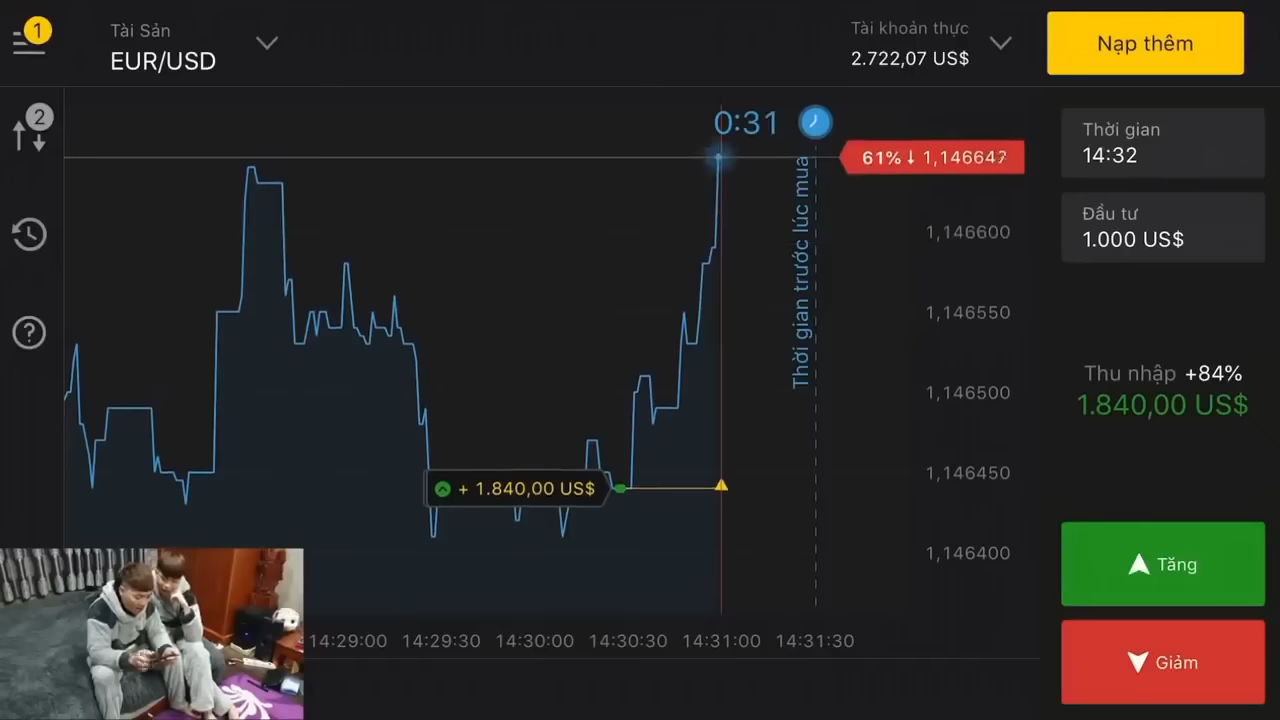 1
Tài Sản
EUR/USD
Tài khoản thực
2.722,07 US$
Nạp thêm
2
0:31
61% ↓ 1,146647
Thời gian
14:32
Đầu tư
1.000 US$
Thời gian trước lúc mua
1,146600
1,146550
1,146500
1,146450
1,146400
Thu nhập +84%
1.840,00 US$
+ 1.840,00 US$
Tăng
Giảm
14:29:00 14:29:30 14:30:00 14:30:30 14:31:00 14:31:30